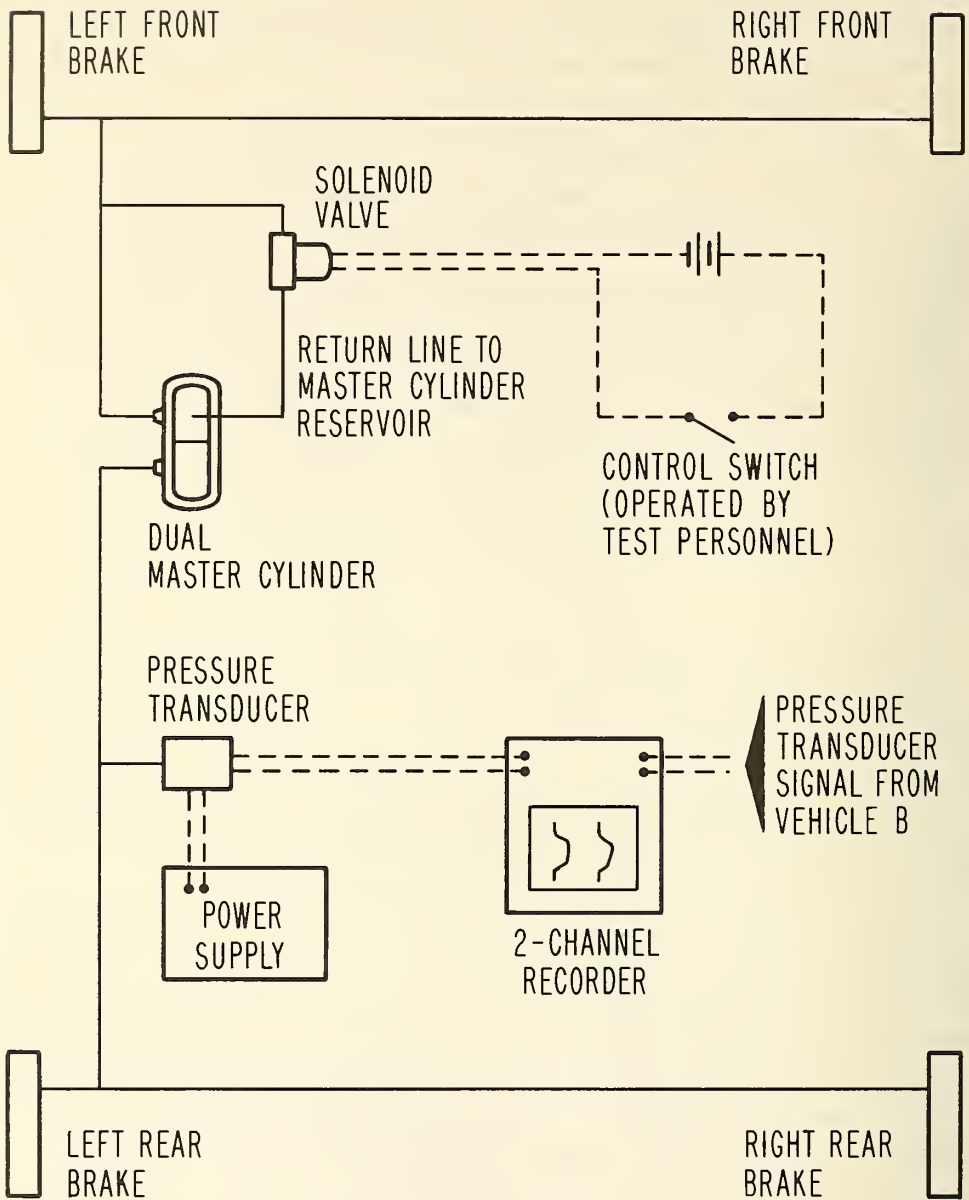 LEFT FRONT
BRAKE
RIGHT FRONT
BRAKE
SOLENOID
VALVE
RETURN LINE TO
MASTER CYLINDER
RESERVOIR
CONTROL SWITCH
(OPERATED BY
TEST PERSONNEL)
DUAL
MASTER CYLINDER
PRESSURE
TRANSDUCER
PRESSURE
TRANSDUCER
SIGNAL FROM
VEHICLE B
POWER
SUPPLY
2-CHANNEL
RECORDER
LEFT REAR
BRAKE
RIGHT REAR
BRAKE